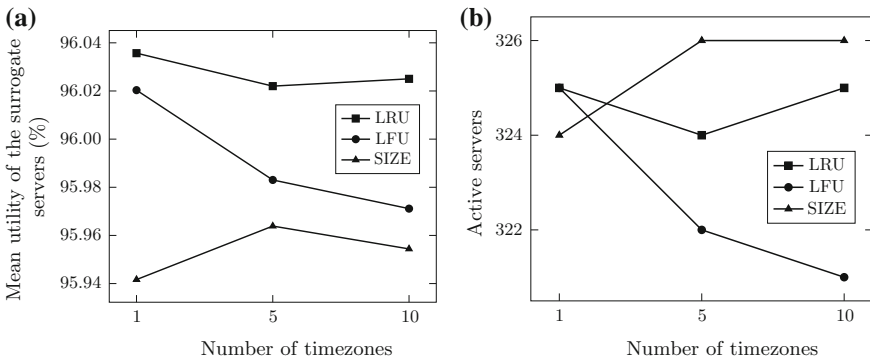 (a)
Mean utility of the surrogate
servers (%)
96.04
96.02
96.00
95.98
95.96
95.94
LRU
LFU
SIZE
1
5
10
Number of timezones
(b)
Active servers
326
324
322
LRU
LFU
SIZE
1
5
10
Number of timezones